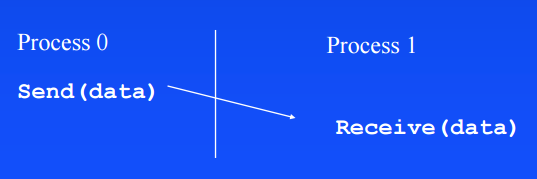 Process 0
Process 1
Send(data)
Receive(data)